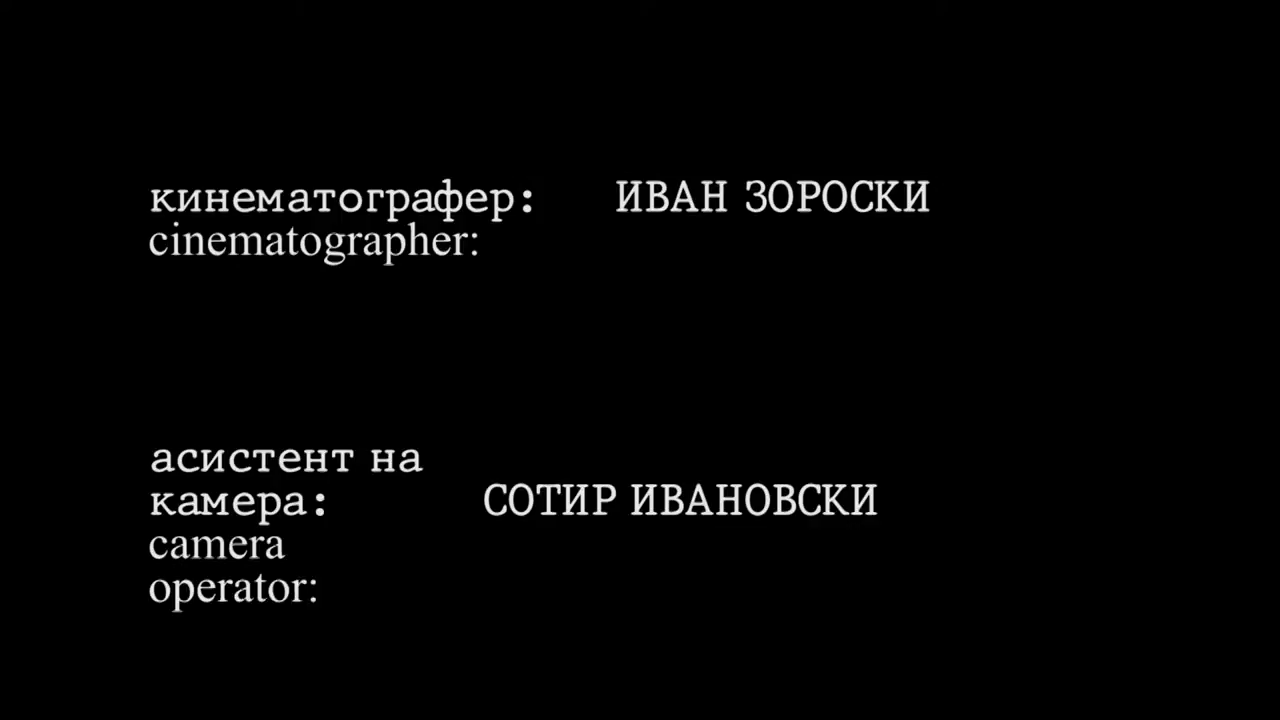 кинематографер: ИВАН ЗОРОСКИ
cinematographer:
асистент на
камера: СОТИР ИВАНОВСКИ
camera
operator: